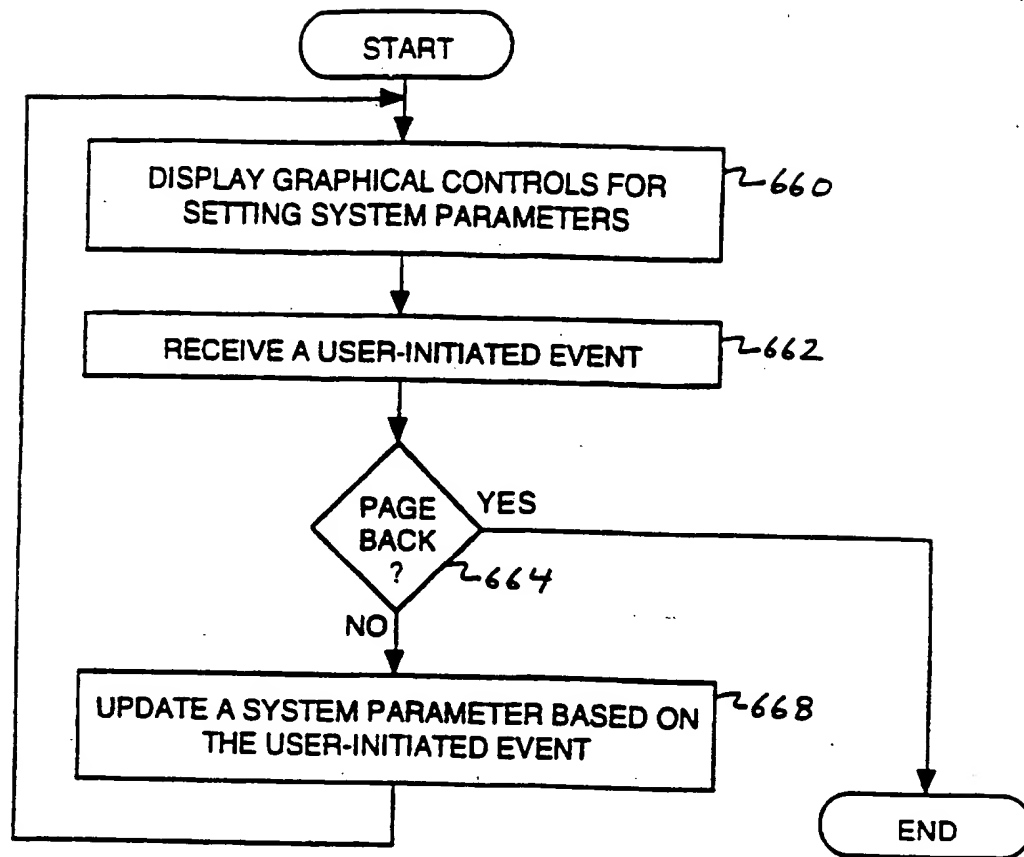 START
DISPLAY GRAPHICAL CONTROLS FOR
SETTING SYSTEM PARAMETERS
660
RECEIVE A USER-INITIATED EVENT
662
PAGE
BACK
?
YES
664
NO
UPDATE A SYSTEM PARAMETER BASED ON
THE USER-INITIATED EVENT
668
END